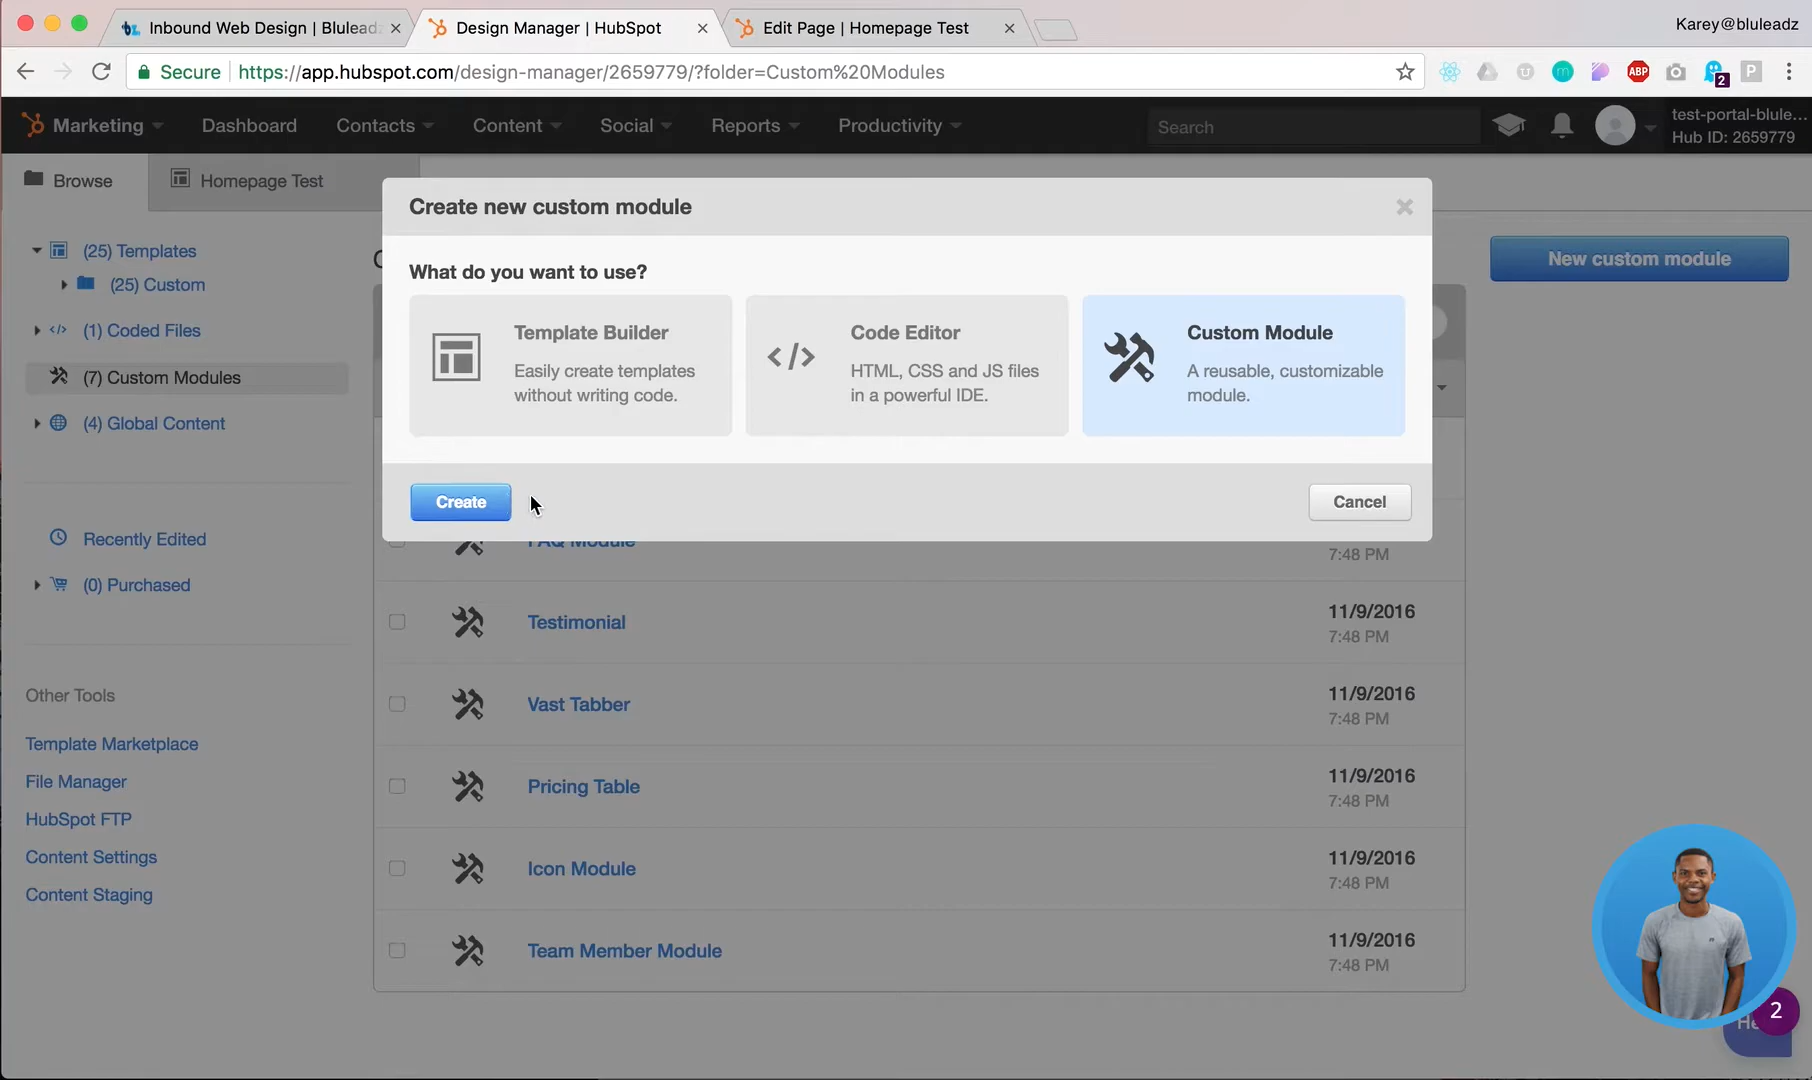 Inbound Web Design | Bluleadz
Design Manager | HubSpot
Edit Page | Homepage Test
Karey@bluleadz
Secure
https://app.hubspot.com/design-manager/2659779/?folder=Custom%20Modules
ABP
2
P
Marketing
Dashboard
Contacts
Content
Social
Reports
Productivity
Search
test-portal-blule...
Hub ID: 2659779
Browse
Homepage Test
Create new custom module
(25) Templates
(25) Custom
(1) Coded Files
(7) Custom Modules
(4) Global Content
Recently Edited
(0) Purchased
Other Tools
Template Marketplace
File Manager
HubSpot FTP
Content Settings
Content Staging
What do you want to use?
Template Builder
Easily create templates
without writing code.
Code Editor
HTML, CSS and JS files
in a powerful IDE.
Custom Module
A reusable, customizable
module.
Create
Cancel
New custom module
FAQ Module
7:48 PM
Testimonial
11/9/2016
7:48 PM
Vast Tabber
11/9/2016
7:48 PM
Pricing Table
11/9/2016
7:48 PM
Icon Module
11/9/2016
7:48 PM
Team Member Module
11/9/2016
7:48 PM
2